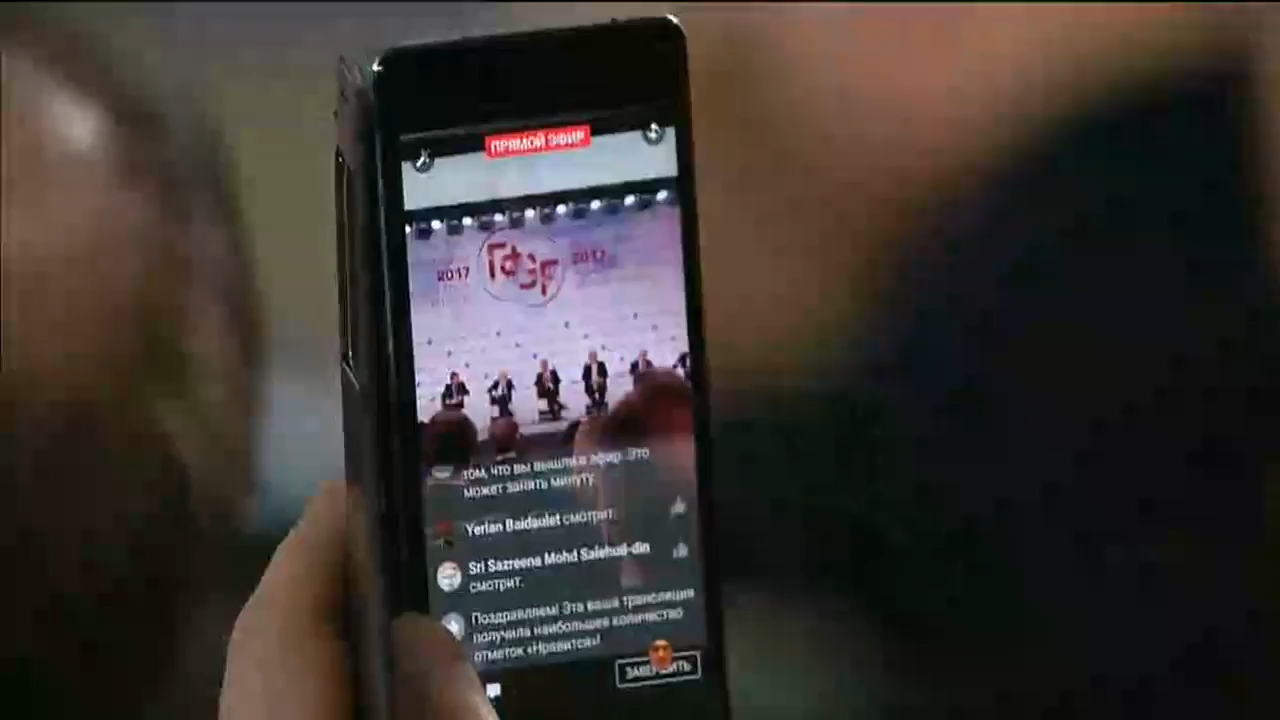 ПРЯМОЙ ЭФИР
2017 ГФЭР 2017
том, что вы вышли в эфир. Это
может занять минуту.
Yerlan Baidaulet смотрит.
Sri Sazreena Mohd Salehud-din
смотрит.
Поздравляем! Эта ваша трансляция
получила наибольшее количество
отметок «Нравится»!
ЗАВЕРШИТЬ